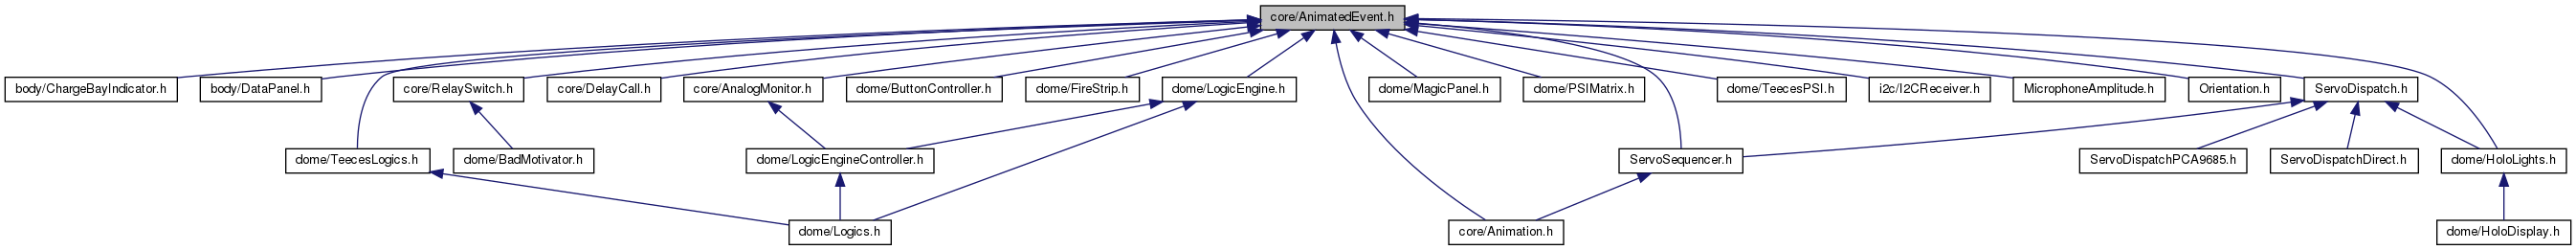 core/AnimatedEvent.h
body/ChargeBayIndicator.h
body/DataPanel.h
core/RelaySwitch.h
core/DelayCall.h
core/AnalogMonitor.h
dome/ButtonController.h
dome/FireStrip.h
dome/LogicEngine.h
dome/MagicPanel.h
dome/PSIMatrix.h
dome/TeecesPSI.h
i2c/I2CReceiver.h
MicrophoneAmplitude.h
Orientation.h
ServoDispatch.h
dome/TeecesLogics.h
dome/BadMotivator.h
dome/LogicEngineController.h
ServoSequencer.h
ServoDispatchPCA9685.h
ServoDispatchDirect.h
dome/HoloLights.h
dome/Logics.h
core/Animation.h
dome/HoloDisplay.h